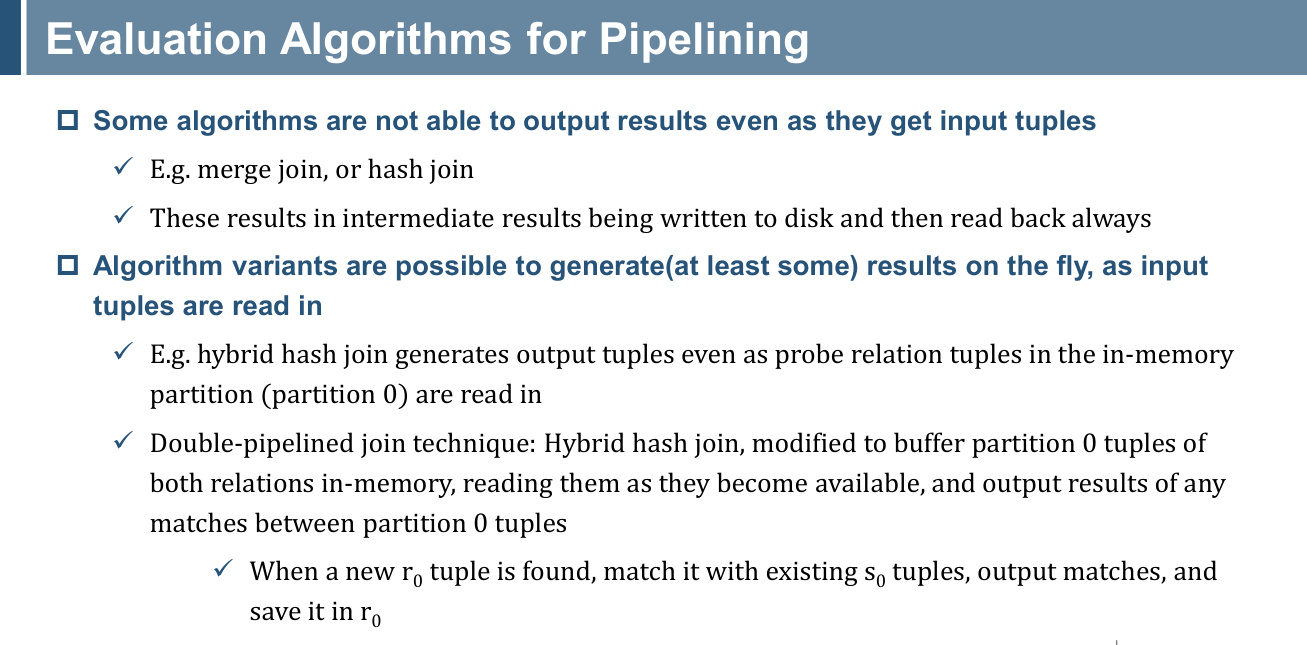 Evaluation Algorithms for Pipelining
Some algorithms are not able to output results even as they get input tuples
✓ E.g. merge join, or hash join
✓ These results in intermediate results being written to disk and then read back always
Algorithm variants are possible to generate(at least some) results on the fly, as input
tuples are read in
✓ E.g. hybrid hash join generates output tuples even as probe relation tuples in the in-memory
partition (partition 0) are read in
✓ Double-pipelined join technique: Hybrid hash join, modified to buffer partition 0 tuples of
both relations in-memory, reading them as they become available, and output results of any
matches between partition 0 tuples
✓ When a new r₀ tuple is found, match it with existing s₀ tuples, output matches, and
save it in r₀